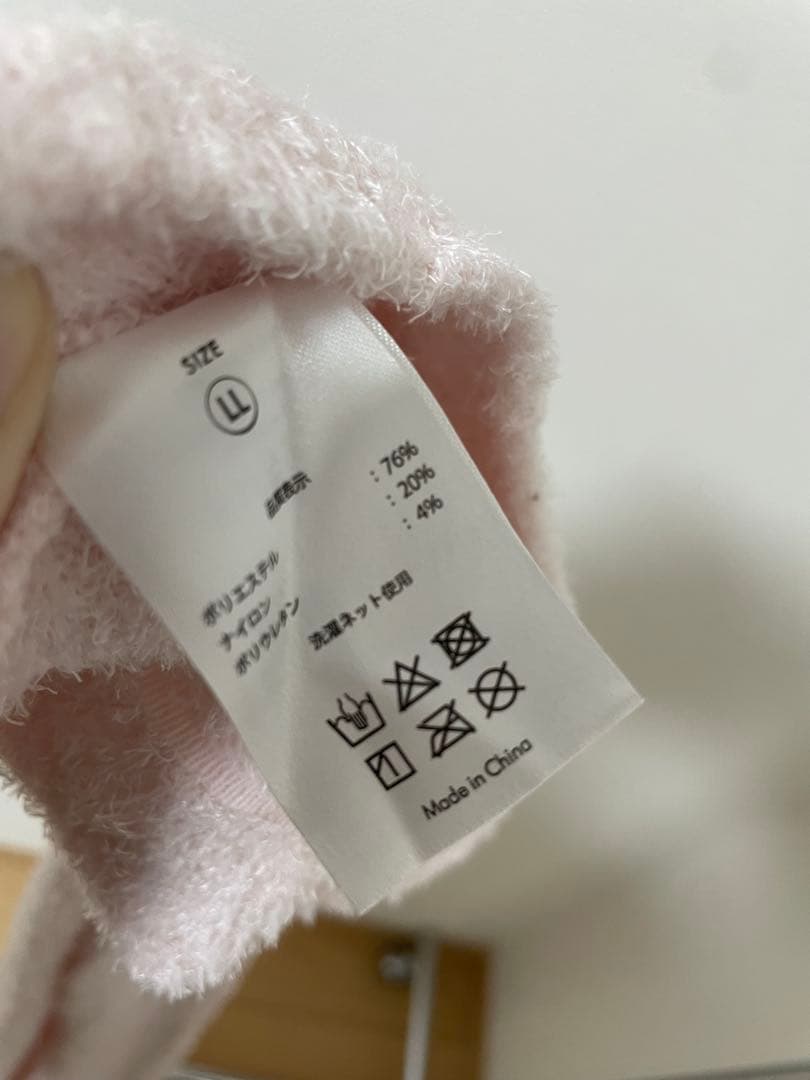 SIZE
LL
品質表示
ポリエステル : 76%
ナイロン : 20%
ポリウレタン : 4%
洗濯ネット使用
Made in China